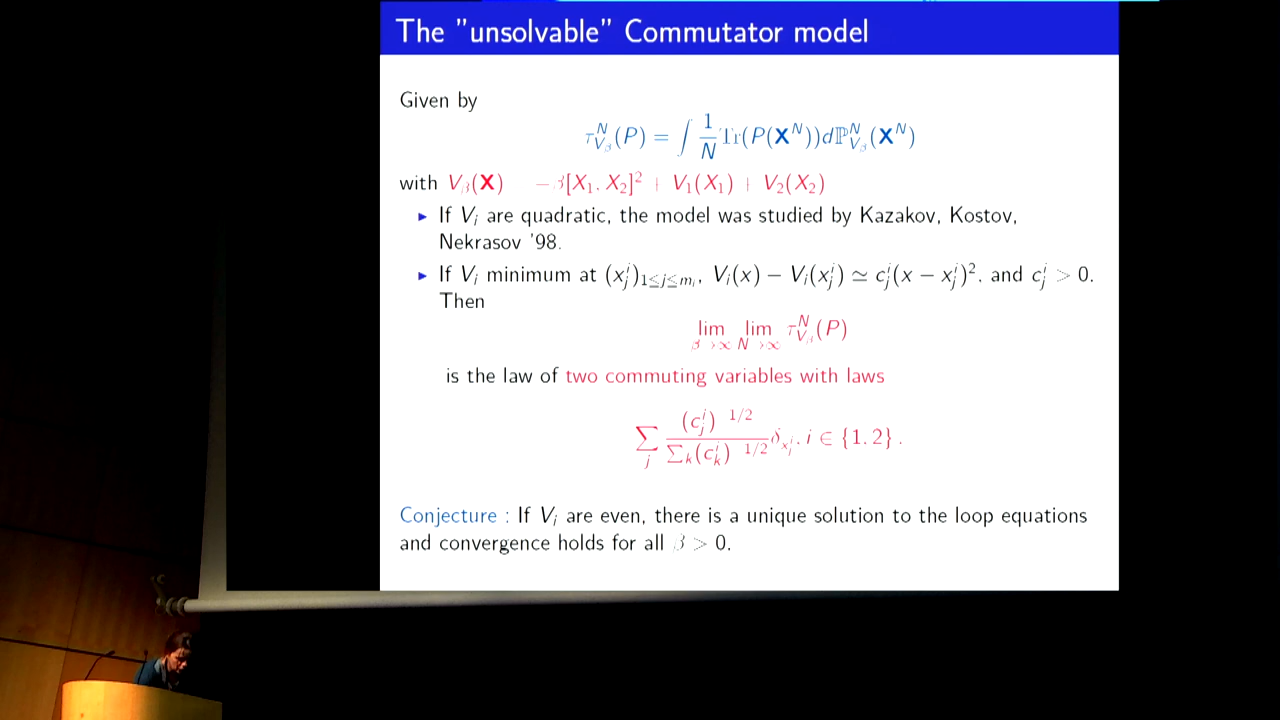 The "unsolvable" Commutator model
Given by
τ^N_{V_β}(P) = ∫ 1/N Tr(P(X^N))dℙ^N_{V_β}(X^N)
with V_β(X) = −β[X_1, X_2]^2 + V_1(X_1) + V_2(X_2)
▸ If V_i are quadratic, the model was studied by Kazakov, Kostov,
Nekrasov '98.
▸ If V_i minimum at (x^i_j)_{1≤j≤m_i}, V_i(x) − V_i(x^i_j) ≃ c^i_j(x − x^i_j)^2, and c^i_j > 0.
Then
lim_{β→∞} lim_{N→∞} τ^N_{V_β}(P)
is the law of two commuting variables with laws
∑_j (c^i_j)^{-1/2} / ∑_k(c^i_k)^{-1/2} δ_{x^i_j}, i ∈ {1, 2} .
Conjecture : If V_i are even, there is a unique solution to the loop equations
and convergence holds for all β > 0.